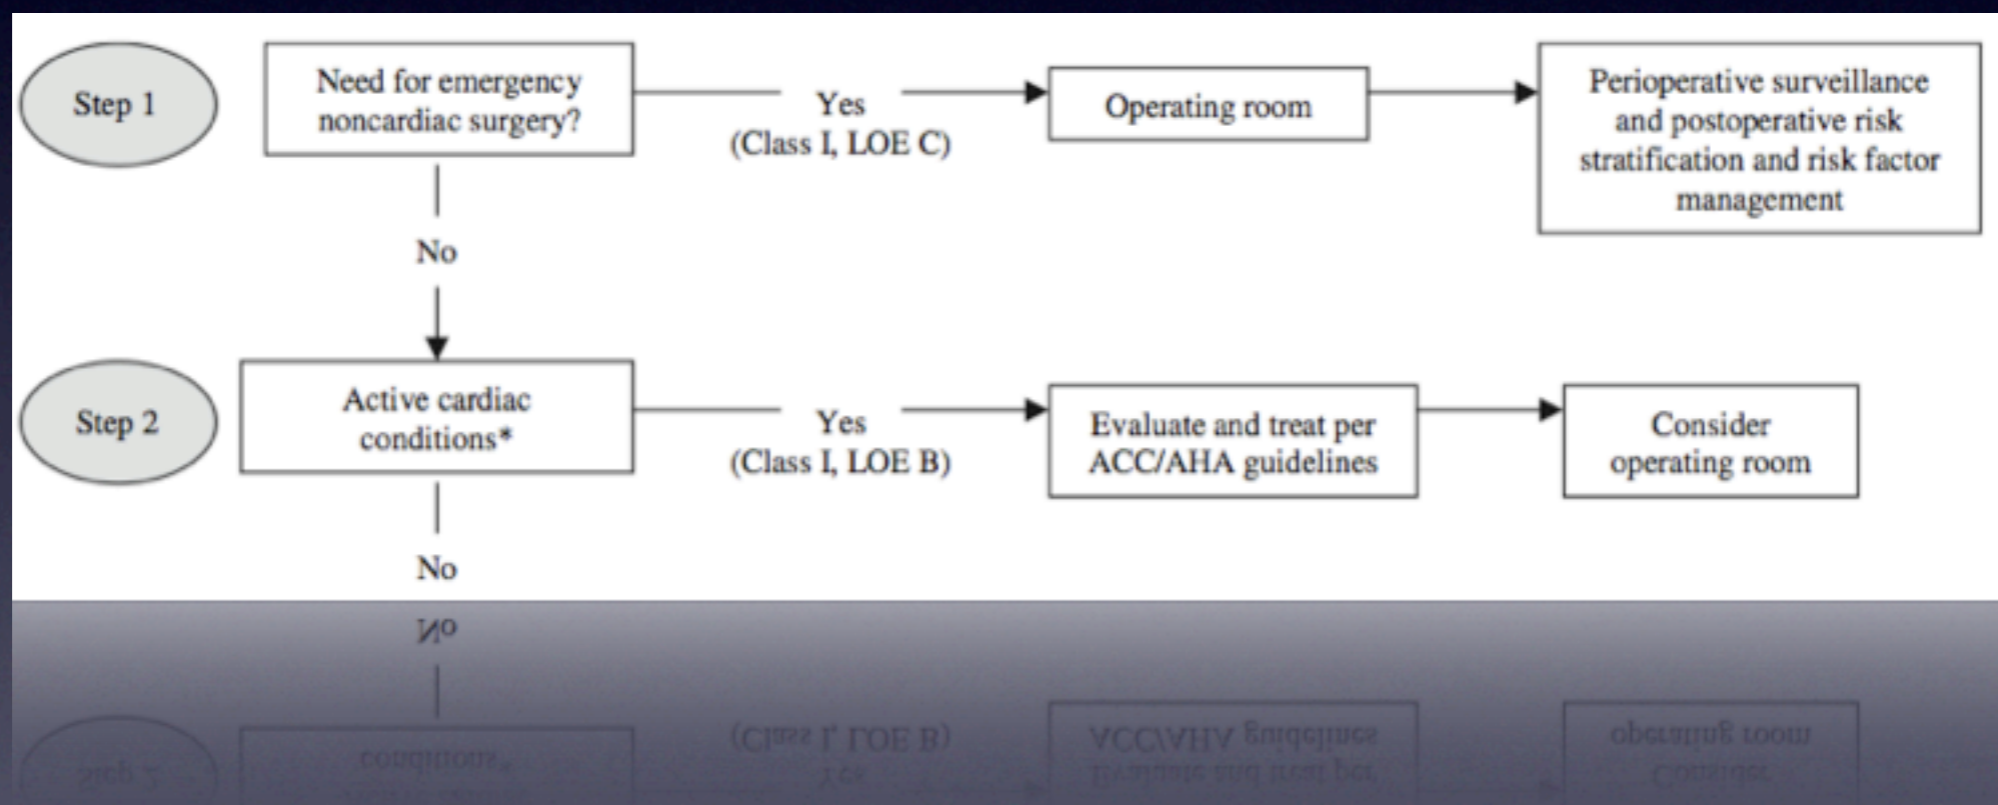 Step 1
Need for emergency
noncardiac surgery?
Yes
(Class I, LOE C)
Operating room
Perioperative surveillance
and postoperative risk
stratification and risk factor
management
No
Step 2
Active cardiac
conditions*
Yes
(Class I, LOE B)
Evaluate and treat per
ACC/AHA guidelines
Consider
operating room
No